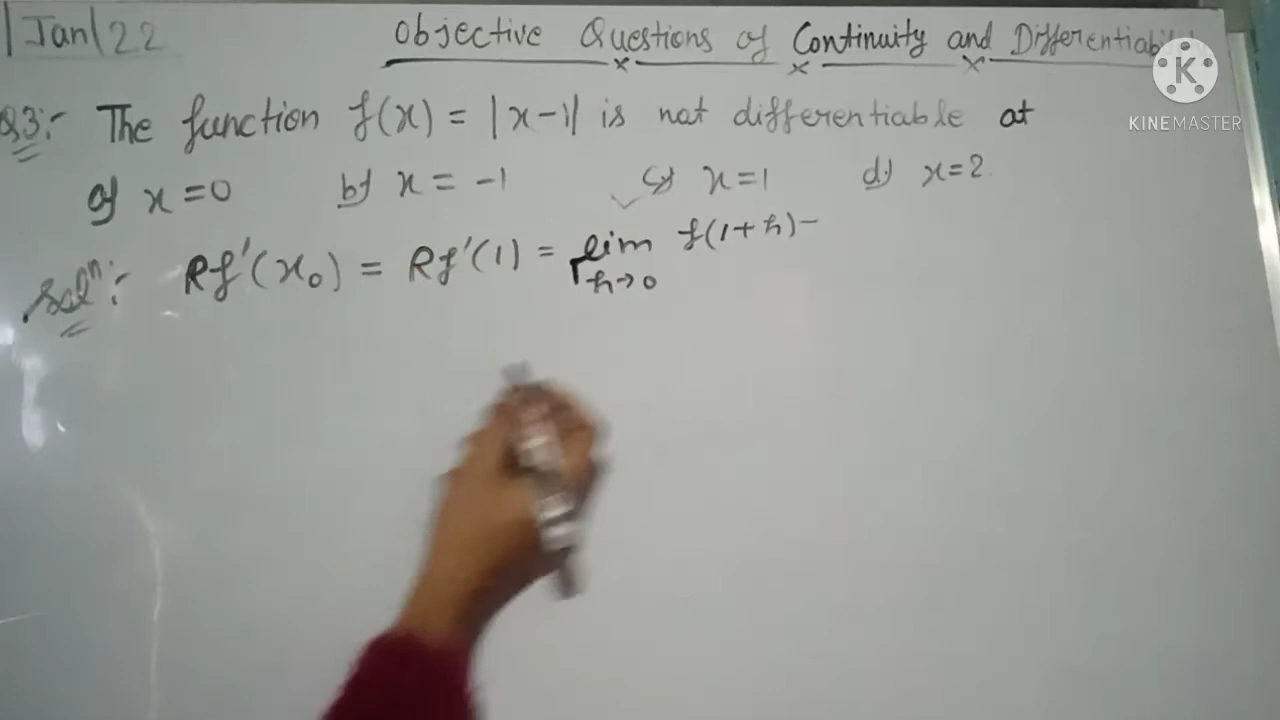 1 Jan/22
Objective Questions of Continuity and
KINEMASTER
Q3:- The function f(x) = |x-1| is not differentiable at
a) x=0 b) x = -1 c) x=1 d) x=2
Solⁿ:- Rf'(x₀) = Rf'(1) = lim f(1+h)-
h→0